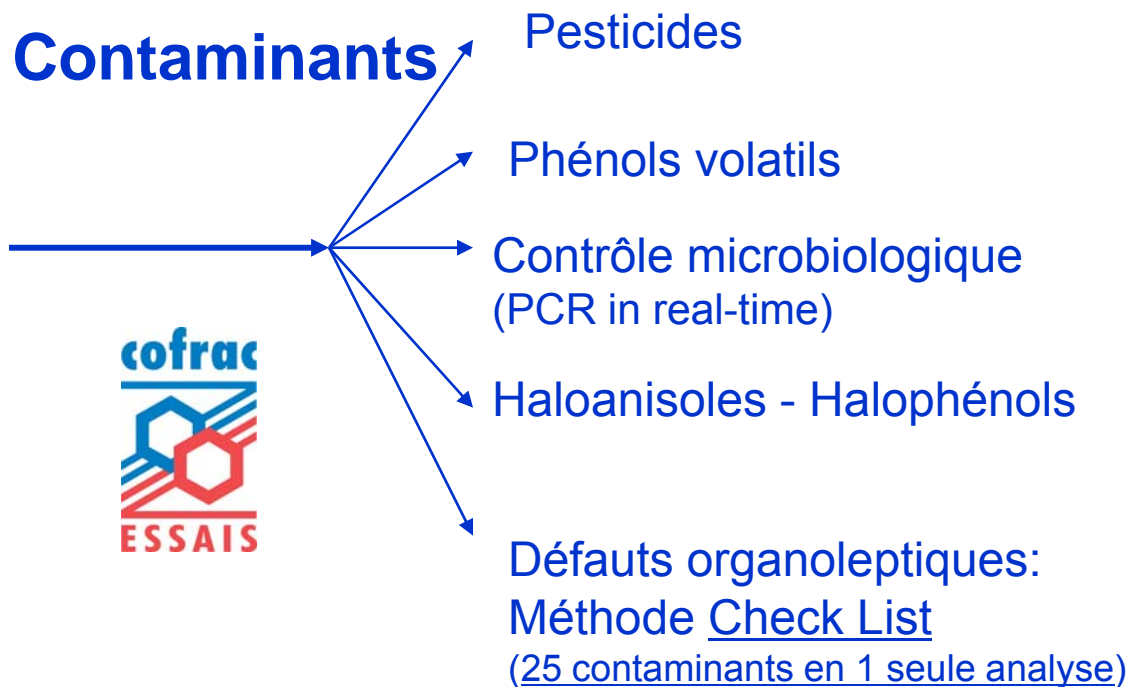 Contaminants
Pesticides
Phénols volatils
Contrôle microbiologique
(PCR in real-time)
Haloanisoles - Halophénols
cofrac
ESSAIS
Défauts organoleptiques:
Méthode Check List
(25 contaminants en 1 seule analyse)